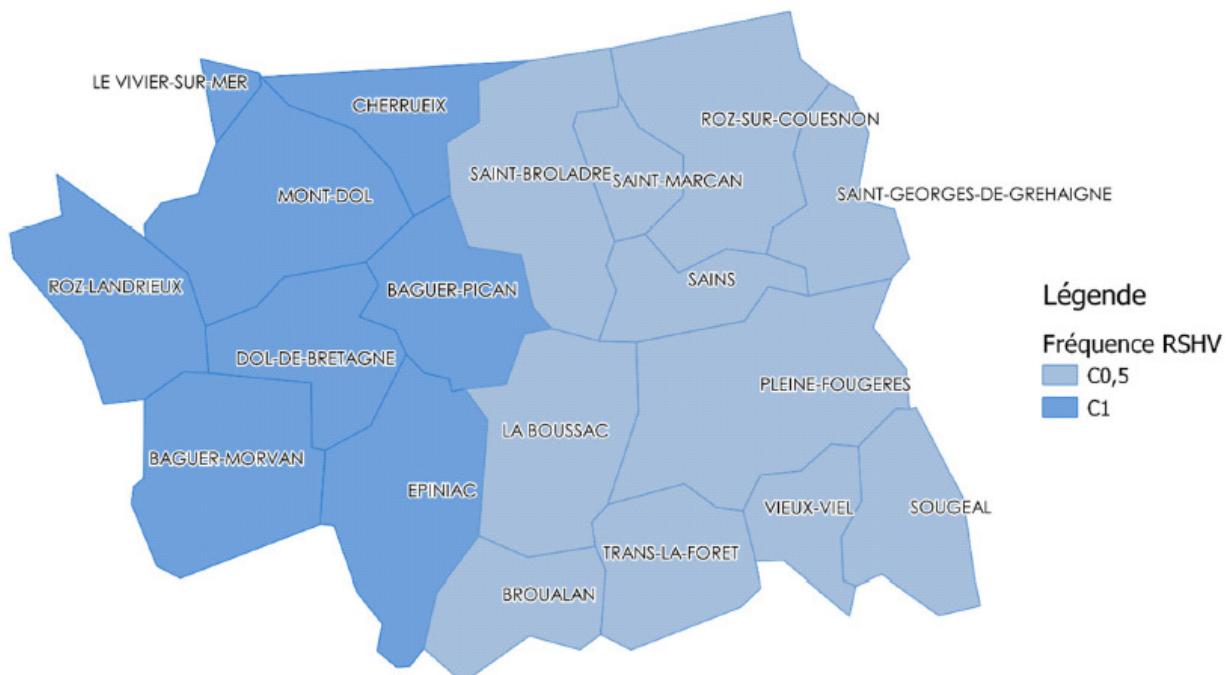 LE VIVIER-SUR-MER
CHERRUEIX
ROZ-SUR-COUESNON
SAINT-BROLADRE
SAINT-MARCAN
MONT-DOL
SAINT-GEORGES-DE-GREHAIGNE
SAINS
ROZ-LANDRIEUX
BAGUER-PICAN
Légende
Fréquence RSHV
C0,5
C1
DOL-DE-BRETAGNE
PLEINE-FOUGERES
LA BOUSSAC
BAGUER-MORVAN
EPINIAC
VIEUX-VIEL
SOUGEAL
TRANS-LA-FORET
BROUALAN